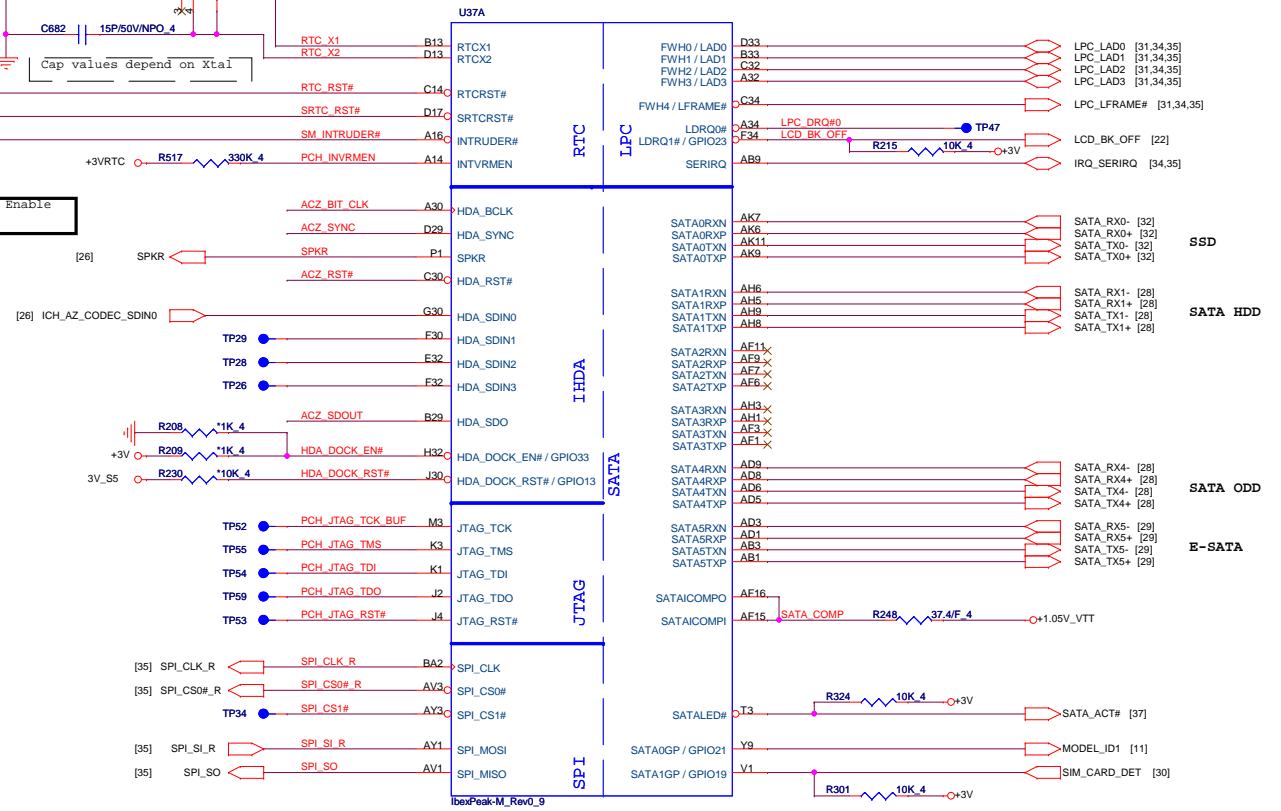 U37A
C682 15P/50V/NPO_4
Cap values depend on Xtal
RTC_X1 B13 RTCX1
RTC_X2 D13 RTCX2
RTC_RST# C14 RTCRST#
SRTC_RST# D17 SRTCRST#
SM_INTRUDER# A16 INTRUDER#
+3VRTC R517 330K_4 PCH_INVRMEN A14 INTVRMEN
RTC
LPC
FWH0 / LAD0 D33 LPC_LAD0 [31,34,35]
FWH1 / LAD1 B33 LPC_LAD1 [31,34,35]
FWH2 / LAD2 C32 LPC_LAD2 [31,34,35]
FWH3 / LAD3 A32 LPC_LAD3 [31,34,35]
FWH4 / LFRAME# C34 LPC_LFRAME# [31,34,35]
LDRQ0# A34 LPC_DRQ#0 TP47
LDRQ1# / GPIO23 F34 LCD_BK_OFF LCD_BK_OFF [22]
R215 10K_4 +3V
SERIRQ AB9 IRQ_SERIRQ [34,35]
Enable
ACZ_BIT_CLK A30 HDA_BCLK
ACZ_SYNC D29 HDA_SYNC
[26] SPKR SPKR P1 SPKR
ACZ_RST# C30 HDA_RST#
[26] ICH_AZ_CODEC_SDIN0 G30 HDA_SDIN0
TP29 F30 HDA_SDIN1
TP28 E32 HDA_SDIN2
TP26 F32 HDA_SDIN3
ACZ_SDOUT B29 HDA_SDO
R208 *1K_4
+3V R209 *1K_4 HDA_DOCK_EN# H32 HDA_DOCK_EN# / GPIO33
3V_S5 R230 *10K_4 HDA_DOCK_RST# J30 HDA_DOCK_RST# / GPIO13
IHDA
SATA
SATA0RXN AK7 SATA_RX0- [32]
SATA0RXP AK6 SATA_RX0+ [32]
SATA0TXN AK11 SATA_TX0- [32]
SATA0TXP AK9 SATA_TX0+ [32]
SSD
SATA1RXN AH6 SATA_RX1- [28]
SATA1RXP AH5 SATA_RX1+ [28]
SATA1TXN AH9 SATA_TX1- [28]
SATA1TXP AH8 SATA_TX1+ [28]
SATA HDD
SATA2RXN AF11
SATA2RXP AF9
SATA2TXN AF7
SATA2TXP AF6
SATA3RXN AH3
SATA3RXP AH1
SATA3TXN AF3
SATA3TXP AF1
SATA4RXN AD9 SATA_RX4- [28]
SATA4RXP AD8 SATA_RX4+ [28]
SATA4TXN AD6 SATA_TX4- [28]
SATA4TXP AD5 SATA_TX4+ [28]
SATA ODD
SATA5RXN AD3 SATA_RX5- [29]
SATA5RXP AD1 SATA_RX5+ [29]
SATA5TXN AB3 SATA_TX5- [29]
SATA5TXP AB1 SATA_TX5+ [29]
E-SATA
TP52 PCH_JTAG_TCK_BUF M3 JTAG_TCK
TP55 PCH_JTAG_TMS K3 JTAG_TMS
TP54 PCH_JTAG_TDI K1 JTAG_TDI
TP59 PCH_JTAG_TDO J2 JTAG_TDO
TP53 PCH_JTAG_RST# J4 JTAG_RST#
JTAG
SATAICOMPO AF16
SATAICOMPI AF15 SATA_COMP R248 37.4/F_4 +1.05V_VTT
[35] SPI_CLK_R SPI_CLK_R BA2 SPI_CLK
[35] SPI_CS0#_R SPI_CS0#_R AV3 SPI_CS0#
TP34 SPI_CS1# AY3 SPI_CS1#
[35] SPI_SI_R SPI_SI_R AY1 SPI_MOSI
[35] SPI_SO SPI_SO AV1 SPI_MISO
SPI
R324 10K_4 +3V
SATALED# T3 SATA_ACT# [37]
SATA0GP / GPIO21 Y9 MODEL_ID1 [11]
SATA1GP / GPIO19 V1 SIM_CARD_DET [30]
R301 10K_4 +3V
IbexPeak-M_Rev0_9